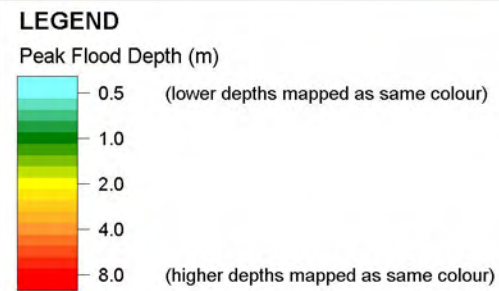 LEGEND
Peak Flood Depth (m)
0.5 (lower depths mapped as same colour)
1.0
2.0
4.0
8.0 (higher depths mapped as same colour)